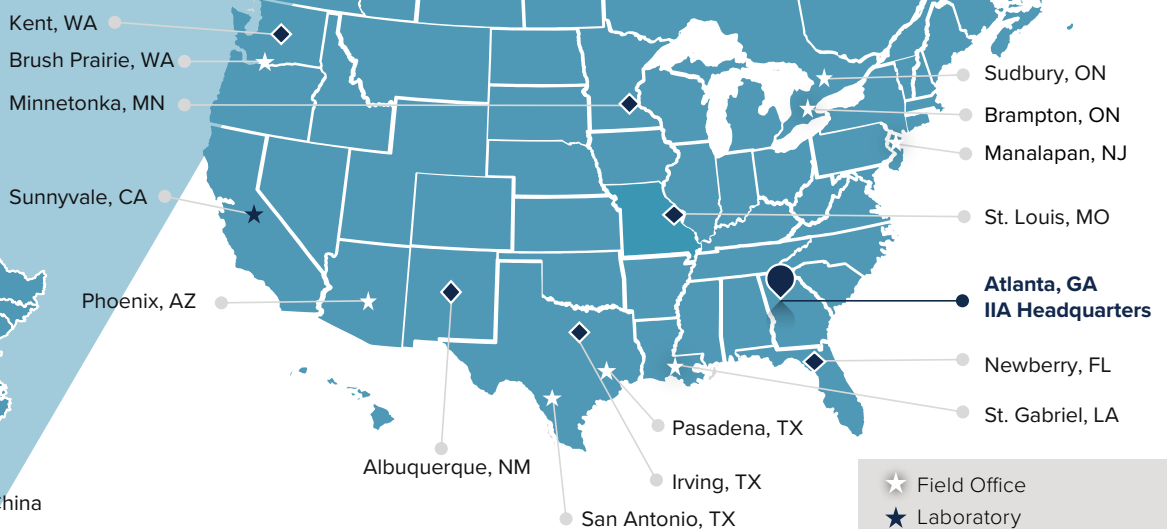 Kent, WA
Brush Prairie, WA
Minnetonka, MN
Sunnyvale, CA
Phoenix, AZ
Albuquerque, NM
San Antonio, TX
Irving, TX
Pasadena, TX
Sudbury, ON
Brampton, ON
Manalapan, NJ
St. Louis, MO
Atlanta, GA
IIA Headquarters
Newberry, FL
St. Gabriel, LA
hina
Field Office
Laboratory